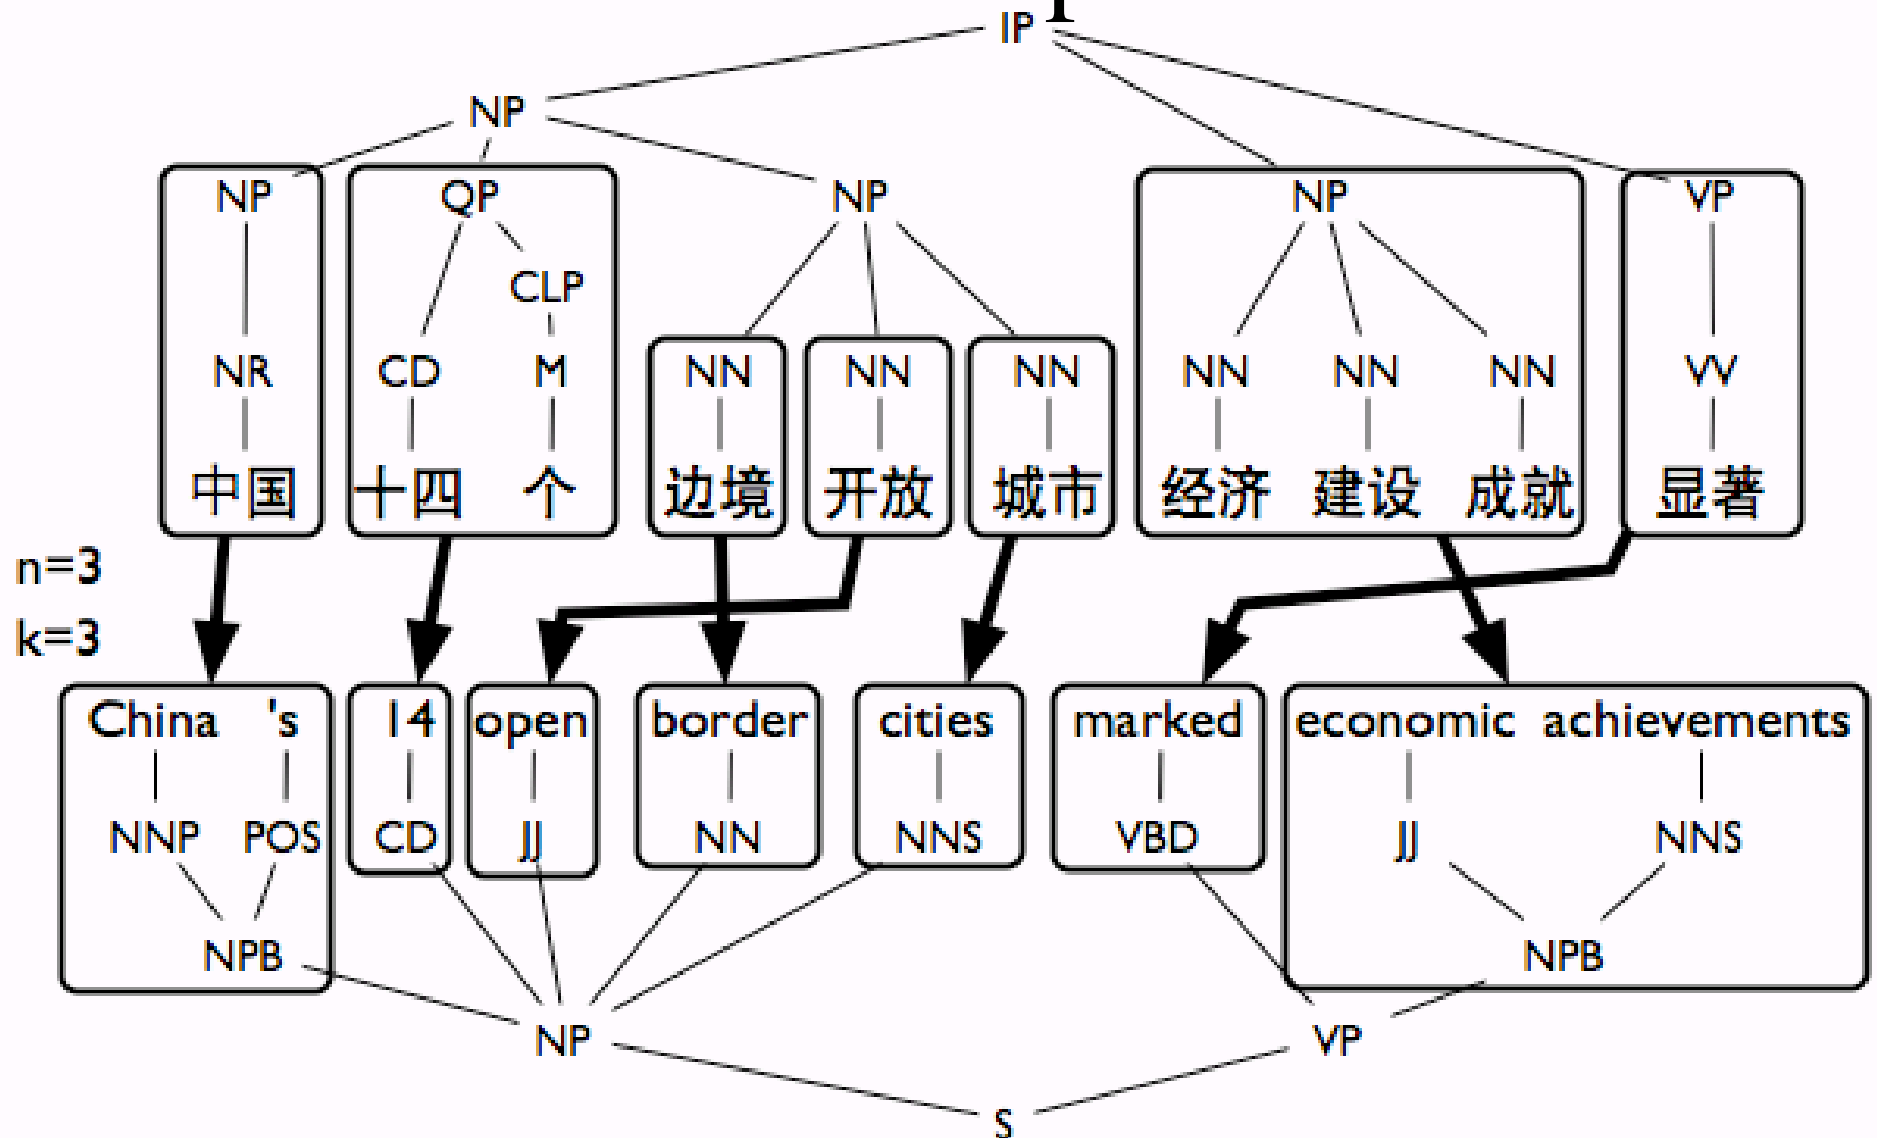 IP
NP
NP QP NP NP VP
CLP
NR CD M NN NN NN NN NN NN VV
中国 十四 个 边境 开放 城市 经济 建设 成就 显著
n=3
k=3
China 's 14 open border cities marked economic achievements
NNP POS CD JJ NN NNS VBD JJ NNS
NPB NPB
NP VP
S